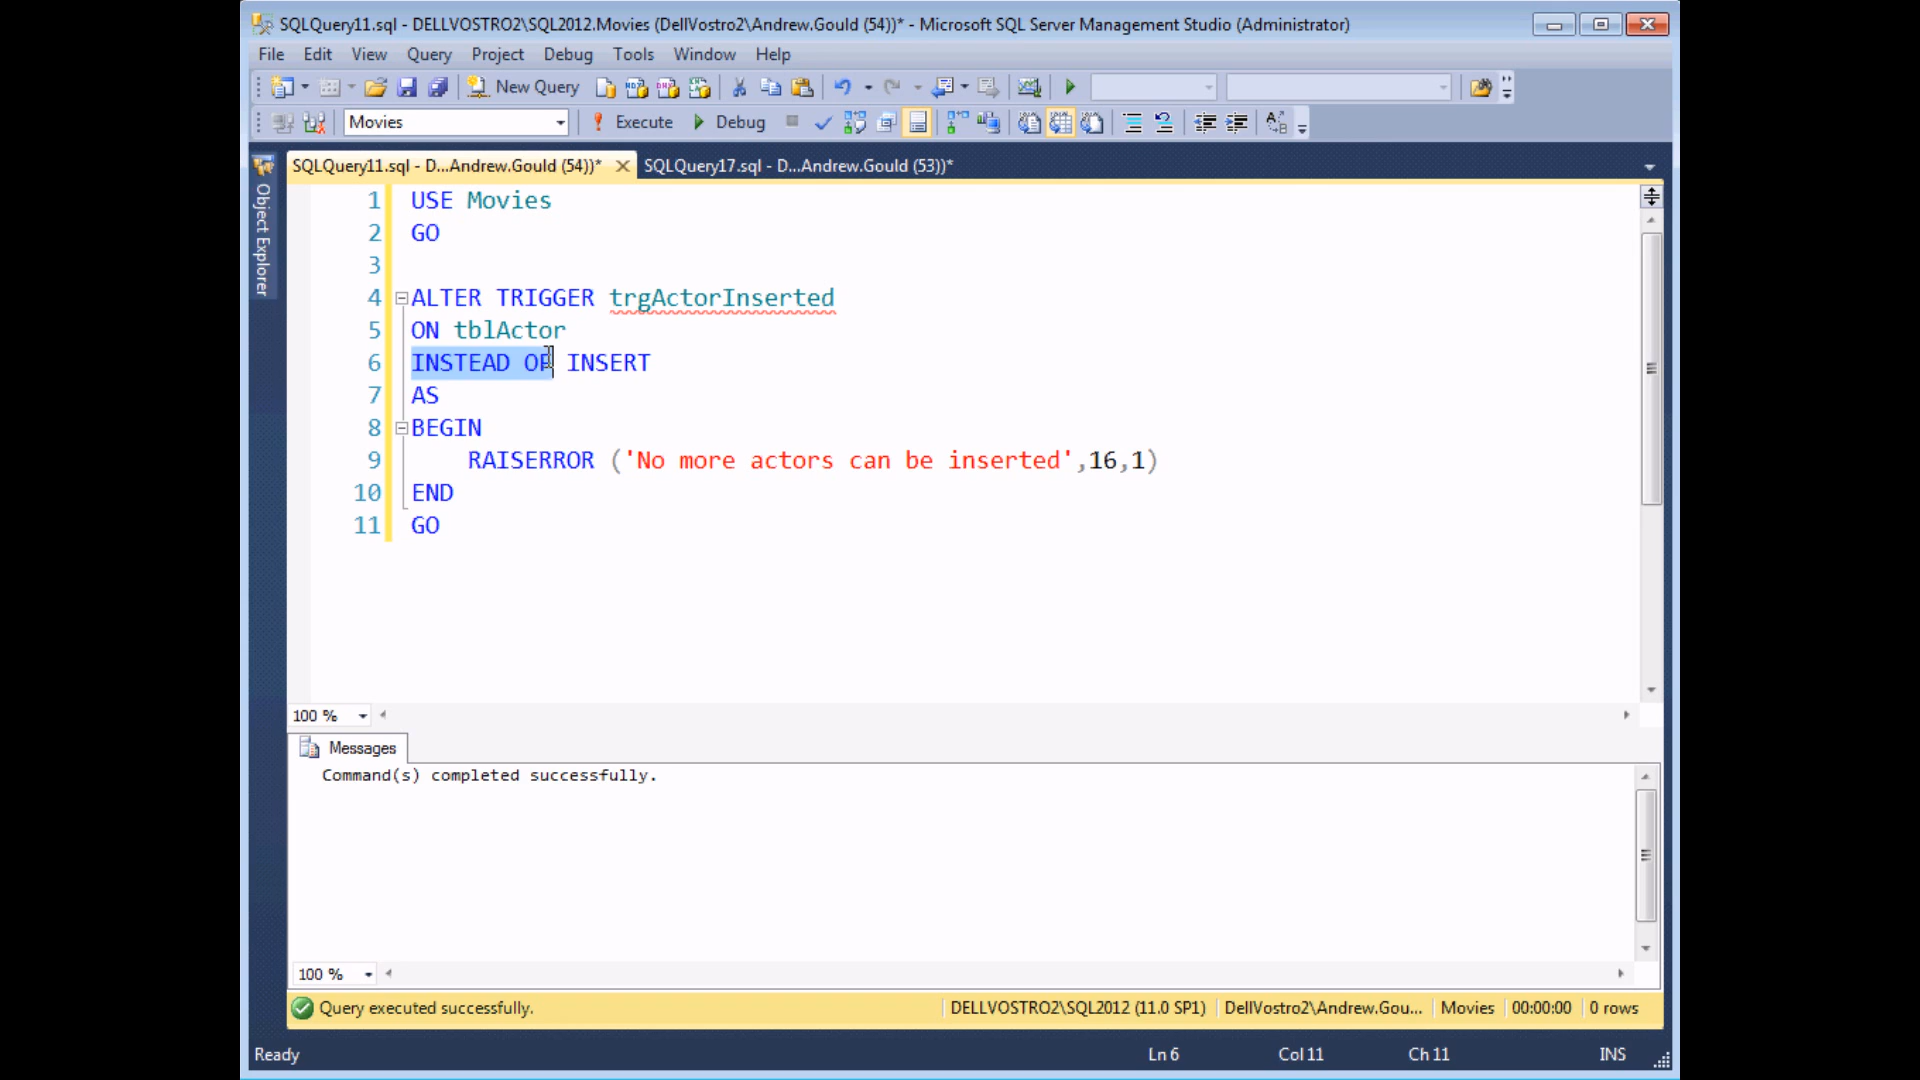 SQLQuery11.sql - DELLVOSTRO2\SQL2012.Movies (DellVostro2\Andrew.Gould (54))* - Microsoft SQL Server Management Studio (Administrator)
File Edit View Query Project Debug Tools Window Help
New Query
Movies Execute Debug
SQLQuery11.sql - D...Andrew.Gould (54))* SQLQuery17.sql - D...Andrew.Gould (53))*
Object Explorer
1 USE Movies
2 GO
3
4 ALTER TRIGGER trgActorInserted
5 ON tblActor
6 INSTEAD OF INSERT
7 AS
8 BEGIN
9 RAISERROR ('No more actors can be inserted',16,1)
10 END
11 GO
100 %
Messages
Command(s) completed successfully.
100 %
Query executed successfully. DELLVOSTRO2\SQL2012 (11.0 SP1) DellVostro2\Andrew.Gou... Movies 00:00:00 0 rows
Ready Ln 6 Col 11 Ch 11 INS